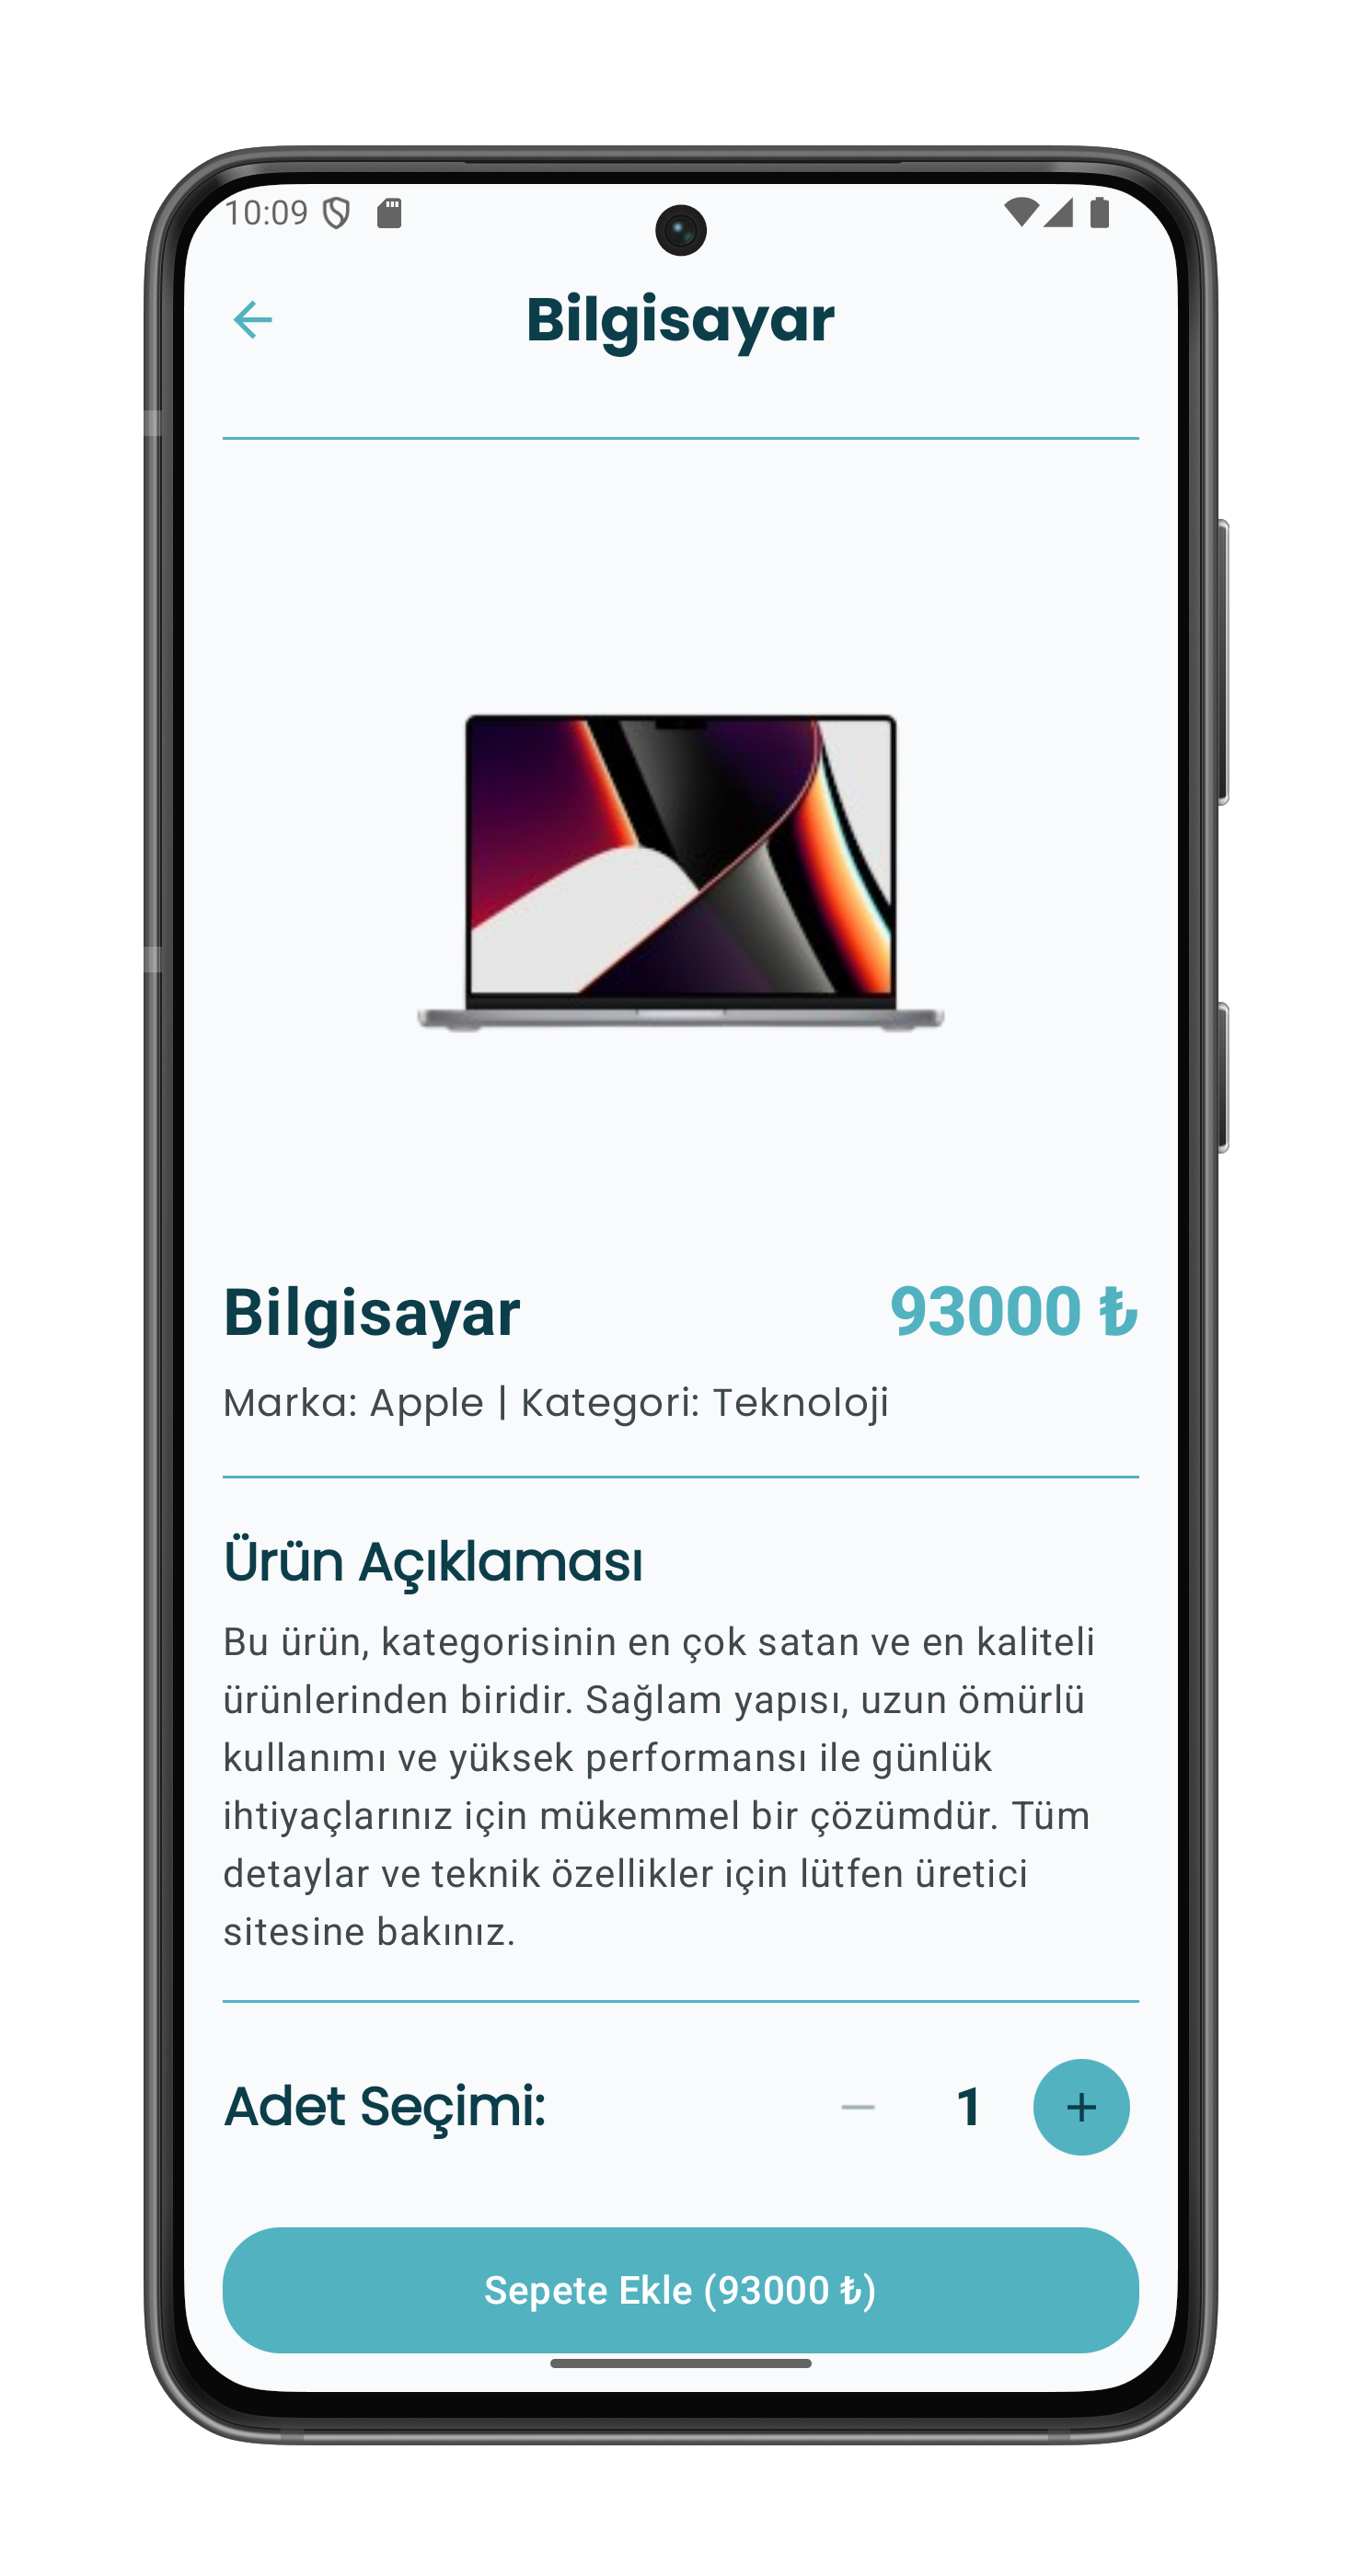 10:09
Bilgisayar
Bilgisayar 93000 ₺
Marka: Apple | Kategori: Teknoloji
Ürün Açıklaması
Bu ürün, kategorisinin en çok satan ve en kaliteli
ürünlerinden biridir. Sağlam yapısı, uzun ömürlü
kullanımı ve yüksek performansı ile günlük
ihtiyaçlarınız için mükemmel bir çözümdür. Tüm
detaylar ve teknik özellikler için lütfen üretici
sitesine bakınız.
Adet Seçimi: − 1 +
Sepete Ekle (93000 ₺)